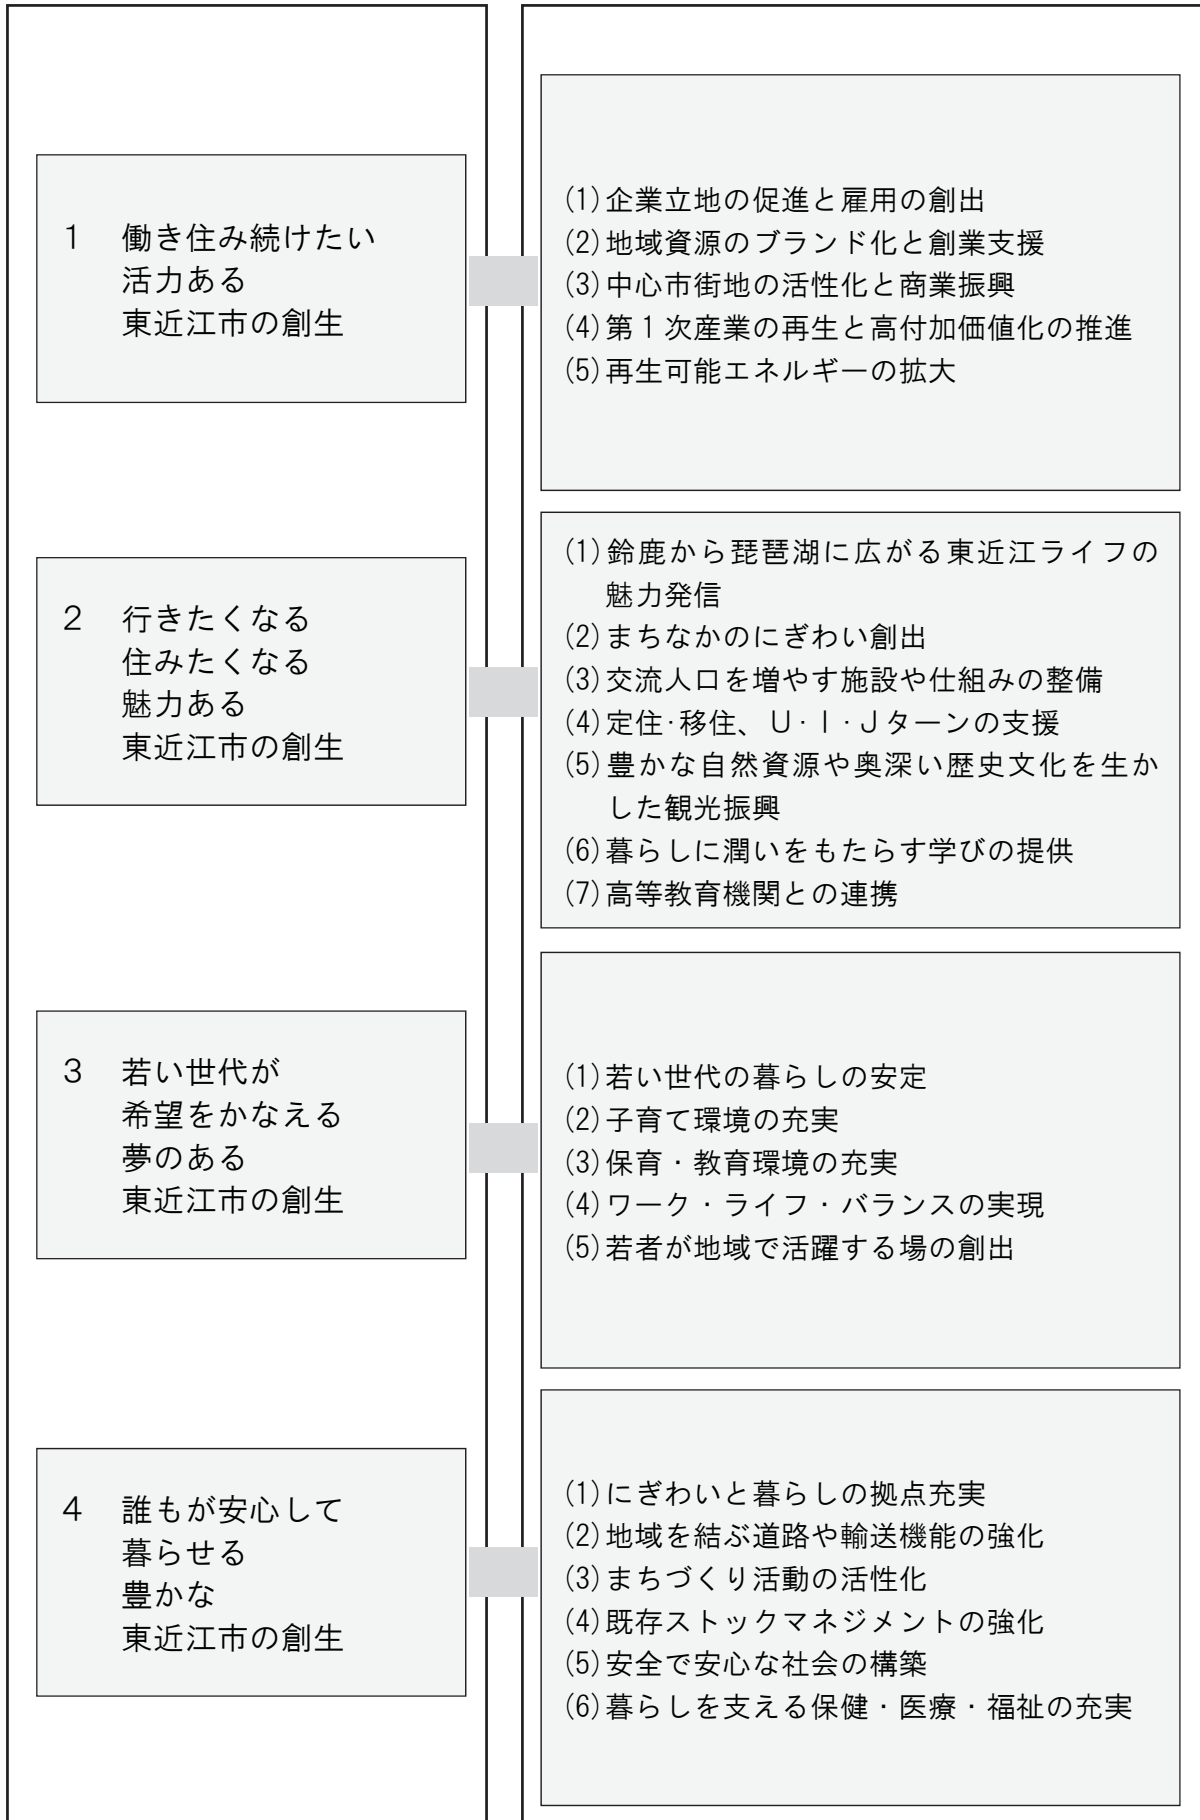 1 働き住み続けたい
活力ある
東近江市の創生
(1)企業立地の促進と雇用の創出
(2)地域資源のブランド化と創業支援
(3)中心市街地の活性化と商業振興
(4)第1次産業の再生と高付加価値化の推進
(5)再生可能エネルギーの拡大
2 行きたくなる
住みたくなる
魅力ある
東近江市の創生
(1)鈴鹿から琵琶湖に広がる東近江ライフの
魅力発信
(2)まちなかのにぎわい創出
(3)交流人口を増やす施設や仕組みの整備
(4)定住･移住、U･I･Jターンの支援
(5)豊かな自然資源や奥深い歴史文化を生か
した観光振興
(6)暮らしに潤いをもたらす学びの提供
(7)高等教育機関との連携
3 若い世代が
希望をかなえる
夢のある
東近江市の創生
(1)若い世代の暮らしの安定
(2)子育て環境の充実
(3)保育・教育環境の充実
(4)ワーク・ライフ・バランスの実現
(5)若者が地域で活躍する場の創出
4 誰もが安心して
暮らせる
豊かな
東近江市の創生
(1)にぎわいと暮らしの拠点充実
(2)地域を結ぶ道路や輸送機能の強化
(3)まちづくり活動の活性化
(4)既存ストックマネジメントの強化
(5)安全で安心な社会の構築
(6)暮らしを支える保健・医療・福祉の充実